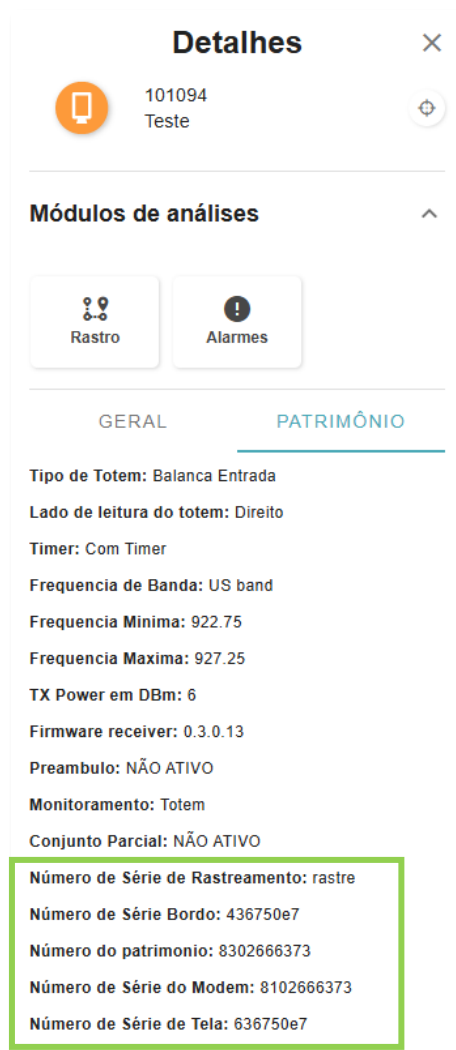 Detalhes
101094
Teste
Módulos de análises
Rastro
Alarmes
GERAL
PATRIMÔNIO
Tipo de Totem: Balanca Entrada
Lado de leitura do totem: Direito
Timer: Com Timer
Frequencia de Banda: US band
Frequencia Minima: 922.75
Frequencia Maxima: 927.25
TX Power em DBm: 6
Firmware receiver: 0.3.0.13
Preambulo: NÃO ATIVO
Monitoramento: Totem
Conjunto Parcial: NÃO ATIVO
Número de Série de Rastreamento: rastre
Número de Série Bordo: 436750e7
Número do patrimonio: 8302666373
Número de Série do Modem: 8102666373
Número de Série de Tela: 636750e7